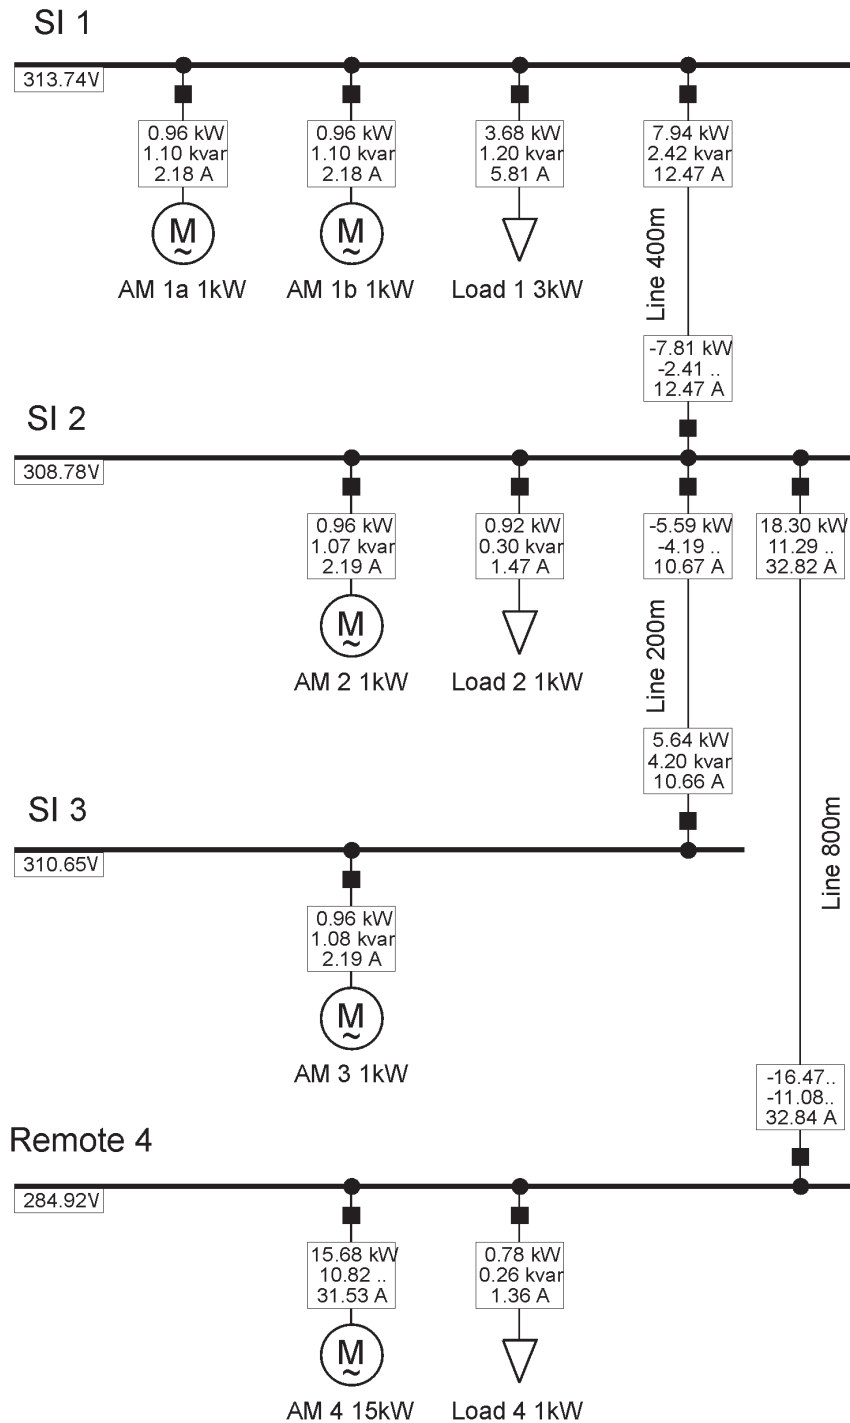 SI 1
313.74V
0.96 kW
1.10 kvar
2.18 A
M
~
AM 1a 1kW
0.96 kW
1.10 kvar
2.18 A
M
~
AM 1b 1kW
3.68 kW
1.20 kvar
5.81 A
Load 1 3kW
7.94 kW
2.42 kvar
12.47 A
Line 400m
-7.81 kW
-2.41 ..
12.47 A
SI 2
308.78V
0.96 kW
1.07 kvar
2.19 A
M
~
AM 2 1kW
0.92 kW
0.30 kvar
1.47 A
Load 2 1kW
-5.59 kW
-4.19 ..
10.67 A
Line 200m
5.64 kW
4.20 kvar
10.66 A
18.30 kW
11.29 ..
32.82 A
Line 800m
-16.47..
-11.08..
32.84 A
SI 3
310.65V
0.96 kW
1.08 kvar
2.19 A
M
~
AM 3 1kW
Remote 4
284.92V
15.68 kW
10.82 ..
31.53 A
M
~
AM 4 15kW
0.78 kW
0.26 kvar
1.36 A
Load 4 1kW